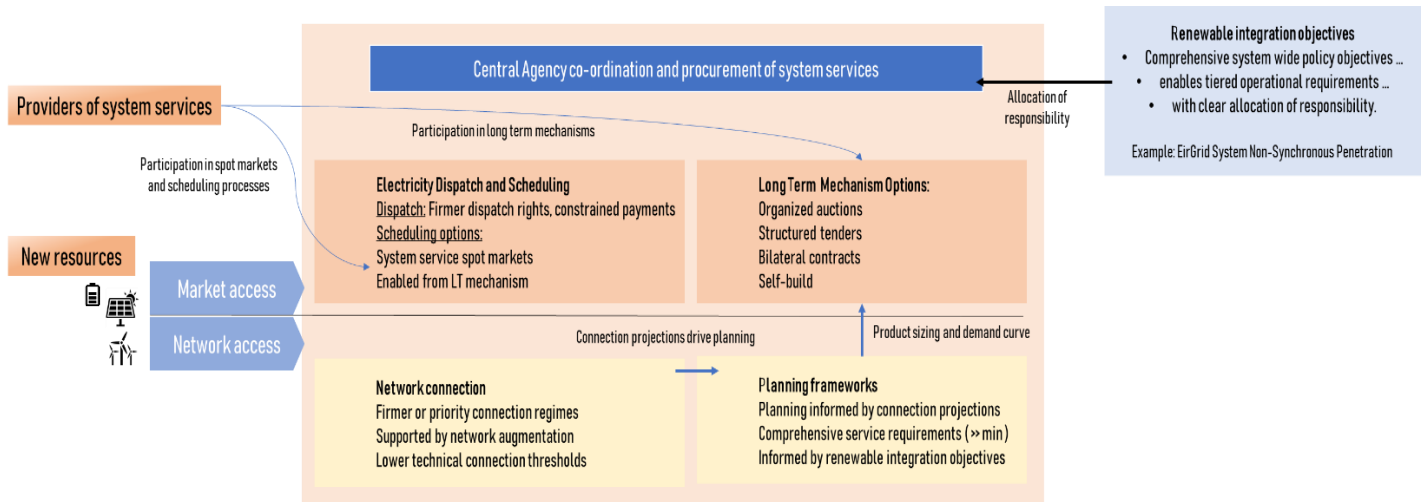 Central Agency co-ordination and procurement of system services
Renewable integration objectives
• Comprehensive system wide policy objectives ...
• enables tiered operational requirements ...
• with clear allocation of responsibility.
Example: EirGrid System Non-Synchronous Penetration
Allocation of
responsibility
Providers of system services
Participation in long term mechanisms
Participation in spot markets
and scheduling processes
Electricity Dispatch and Scheduling
Dispatch: Firmer dispatch rights, constrained payments
Scheduling options:
System service spot markets
Enabled from LT mechanism
Long Term Mechanism Options:
Organized auctions
Structured tenders
Bilateral contracts
Self-build
New resources
Market access
Network access
Connection projections drive planning
Product sizing and demand curve
Network connection
Firmer or priority connection regimes
Supported by network augmentation
Lower technical connection thresholds
Planning frameworks
Planning informed by connection projections
Comprehensive service requirements (» min)
Informed by renewable integration objectives